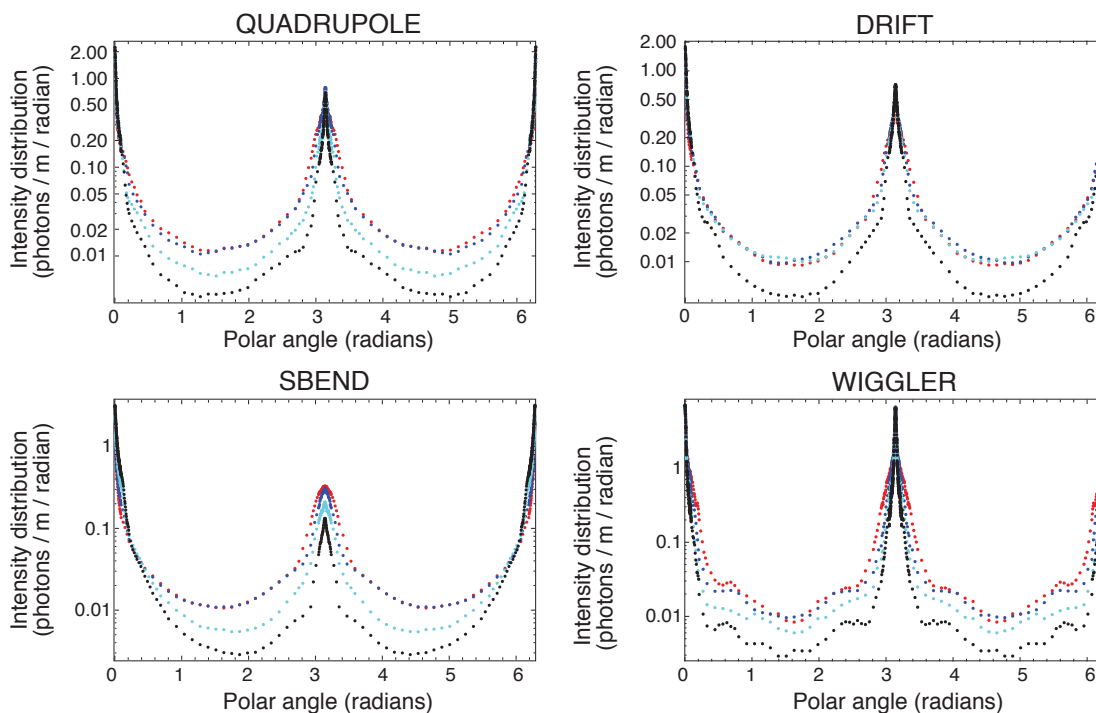 QUADRUPOLE
Intensity distribution
(photons / m / radian)
2.00
1.00
0.50
0.20
0.10
0.05
0.02
0.01
0 1 2 3 4 5 6
Polar angle (radians)
DRIFT
Intensity distribution
(photons / m / radian)
2.00
1.00
0.50
0.20
0.10
0.05
0.02
0.01
0 1 2 3 4 5 6
Polar angle (radians)
SBEND
Intensity distribution
(photons / m / radian)
1
0.1
0.01
0 1 2 3 4 5 6
Polar angle (radians)
WIGGLER
Intensity distribution
(photons / m / radian)
1
0.1
0.01
0 1 2 3 4 5 6
Polar angle (radians)